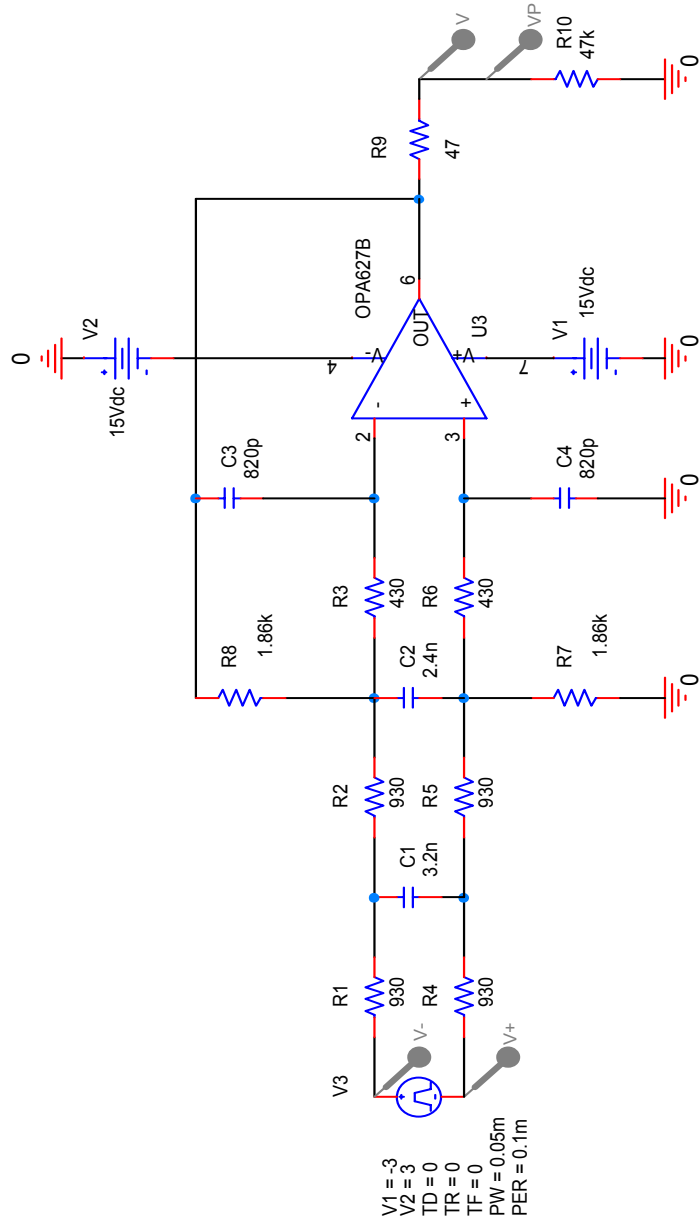 V1 = -3
V2 = 3
TD = 0
TR = 0
TF = 0
PW = 0.05m
PER = 0.1m
V3
V-
V+
R1
930
R4
930
C1
3.2n
R2
930
R5
930
R8
1.86k
C2
2.4n
R7
1.86k
0
R3
430
R6
430
C3
820p
C4
820p
0
0
V2
15Vdc
+
-
OPA627B
2
3
4
V-
-
+
OUT
6
V+
7
U3
V1
15Vdc
+
-
0
R9
47
V
VP
R10
47k
0